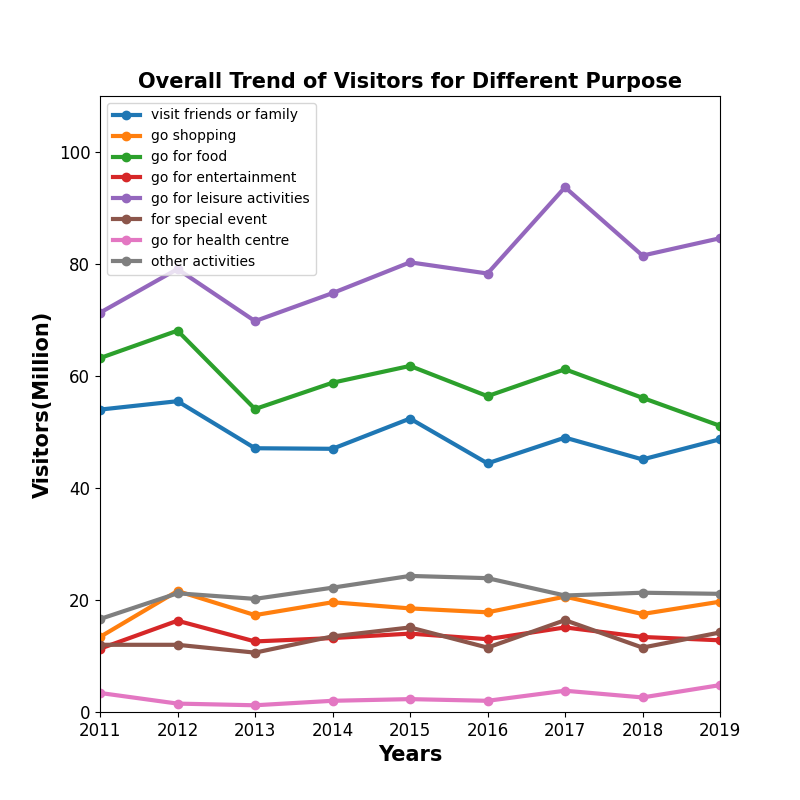 Overall Trend of Visitors for Different Purpose
visit friends or family
go shopping
go for food
go for entertainment
go for leisure activities
for special event
go for health centre
other activities
100
80
60
40
20
0
Visitors(Million)
2011 2012 2013 2014 2015 2016 2017 2018 2019
Years